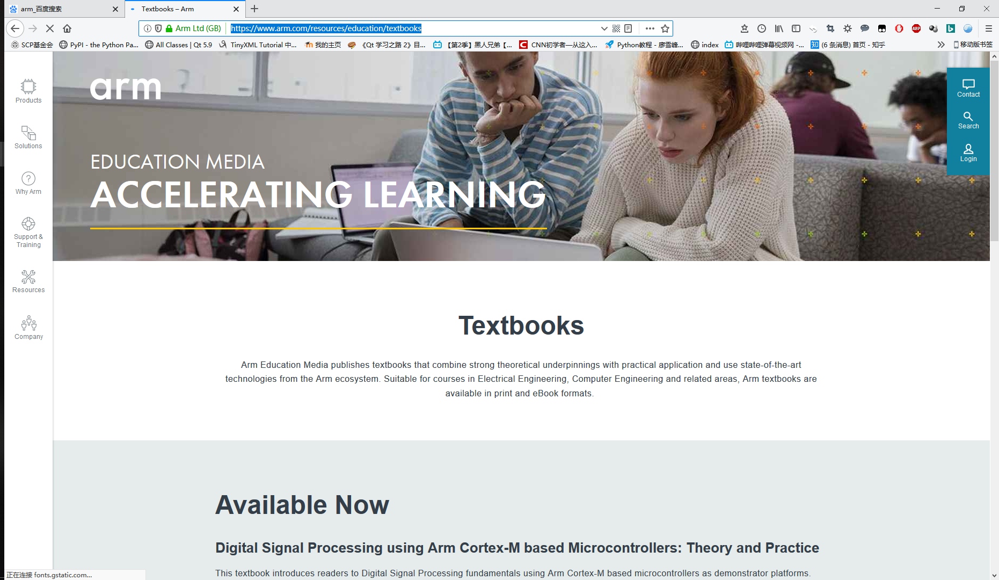 arm_百度搜索
Textbooks – Arm
Arm Ltd (GB)
https://www.arm.com/resources/education/textbooks
SCP基金会
PyPI - the Python Pa...
All Classes | Qt 5.9
TinyXML Tutorial 中...
我的主页
《Qt 学习之路 2》目...
【第2季】黑人兄弟【...
CNN初学者—从这入...
Python教程 - 廖雪峰...
index
哔哩哔哩弹幕视频网 -...
知
(6 条消息) 首页 - 知乎
移动版书签
ABP
arm
Products
Solutions
Why Arm
Support &
Training
Resources
Company
Contact
Search
Login
EDUCATION MEDIA
ACCELERATING LEARNING
Textbooks
Arm Education Media publishes textbooks that combine strong theoretical underpinnings with practical application and use state-of-the-art
technologies from the Arm ecosystem. Suitable for courses in Electrical Engineering, Computer Engineering and related areas, Arm textbooks are
available in print and eBook formats.
Available Now
Digital Signal Processing using Arm Cortex-M based Microcontrollers: Theory and Practice
This textbook introduces readers to Digital Signal Processing fundamentals using Arm Cortex-M based microcontrollers as demonstrator platforms.
正在连接 fonts.gstatic.com...